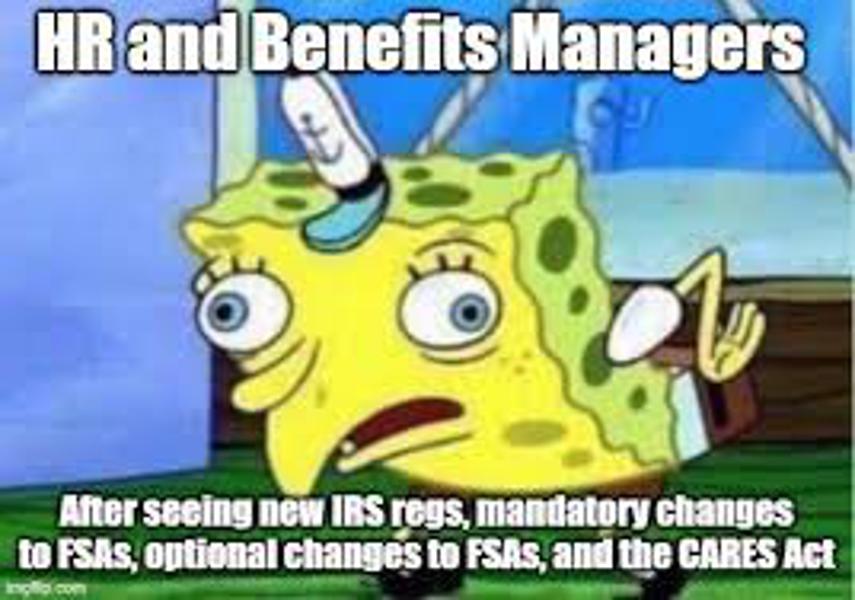 HR and Benefits Managers
After seeing new IRS regs, mandatory changes
to FSAs, optional changes to FSAs, and the CARES Act
imgflip.com